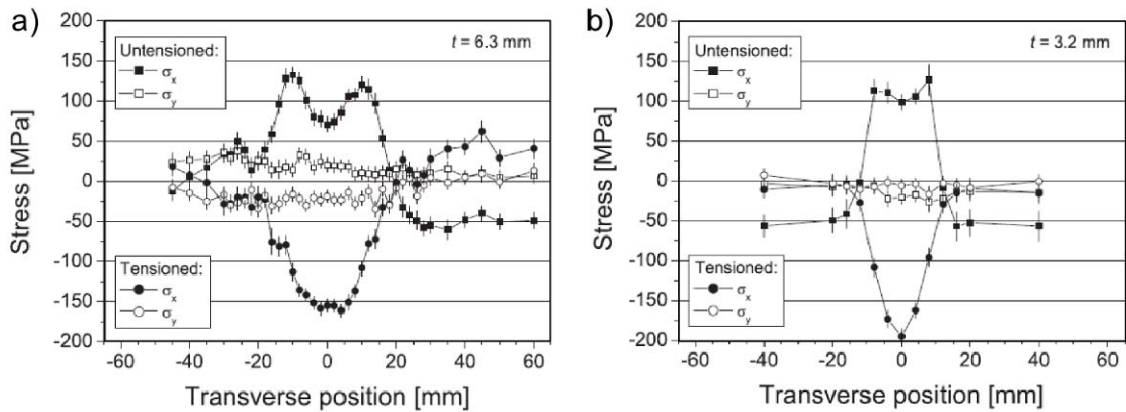 a)
t = 6.3 mm
Untensioned:
σx
σy
Tensioned:
σx
σy
Stress [MPa]
200
150
100
50
0
-50
-100
-150
-200
-60 -40 -20 0 20 40 60
Transverse position [mm]
b)
t = 3.2 mm
Untensioned:
σx
σy
Tensioned:
σx
σy
Stress [MPa]
200
150
100
50
0
-50
-100
-150
-200
-60 -40 -20 0 20 40 60
Transverse position [mm]